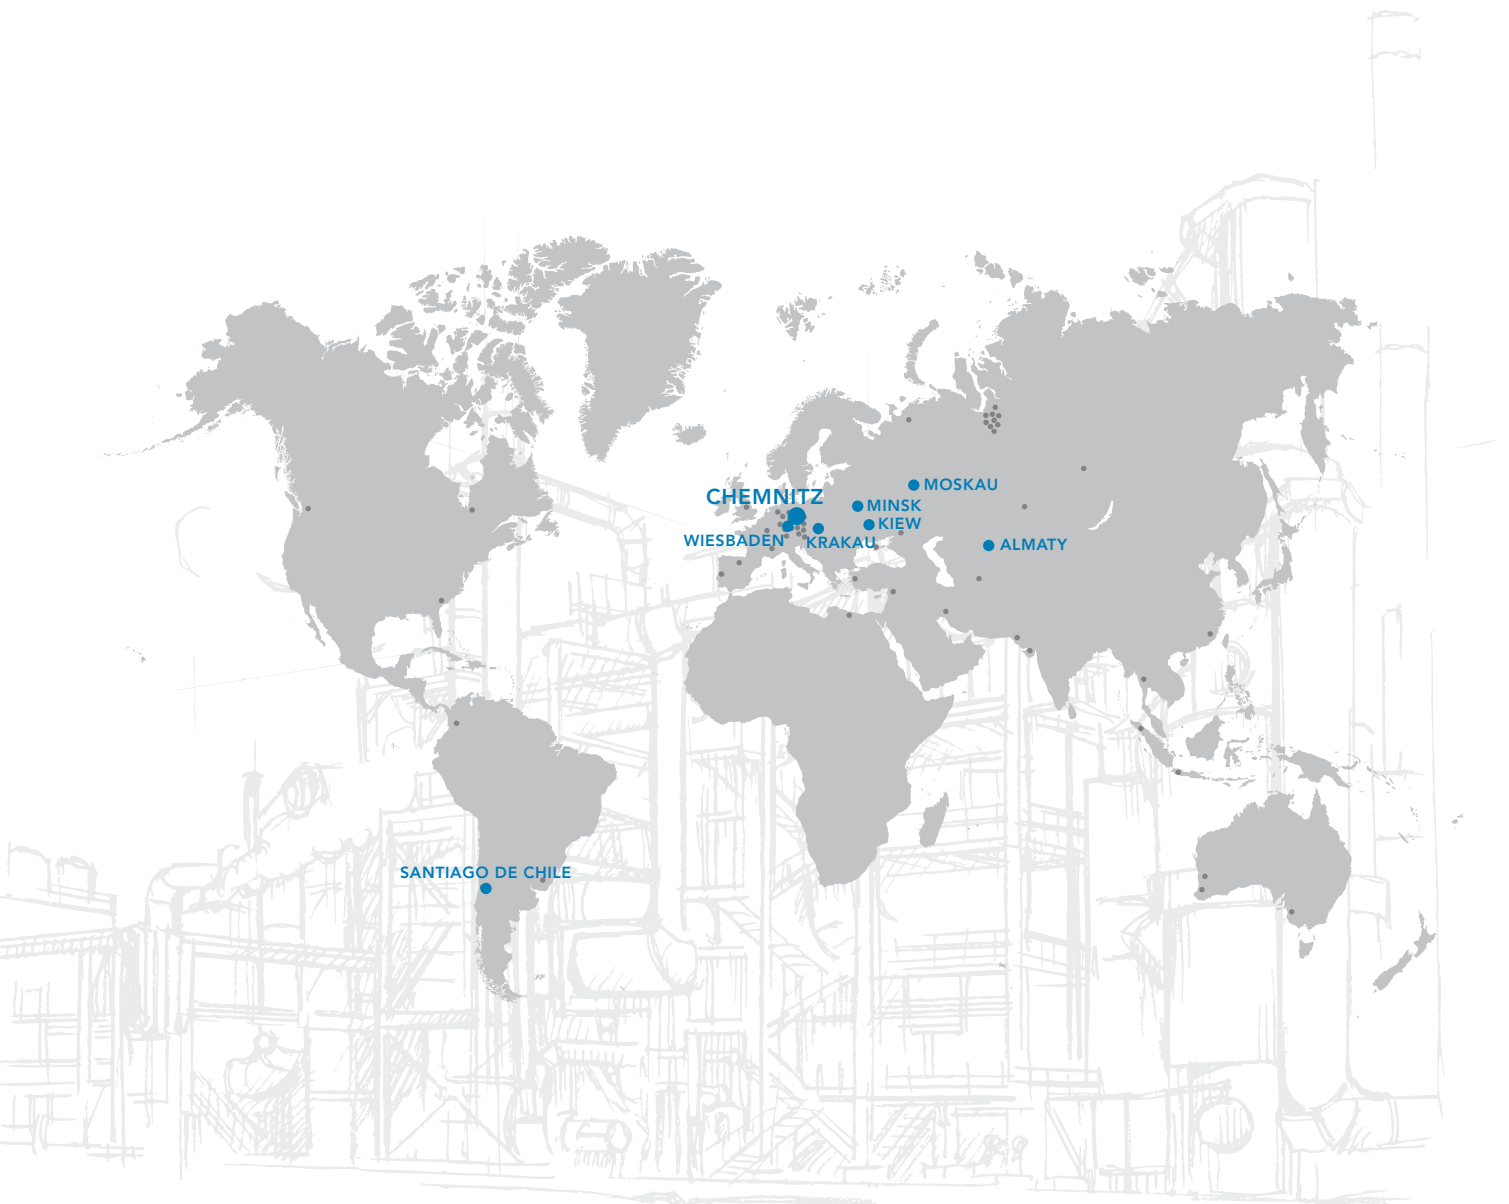 MOSKAU
CHEMNITZ
MINSK
KIEW
WIESBADEN
KRAKAU
ALMATY
SANTIAGO DE CHILE